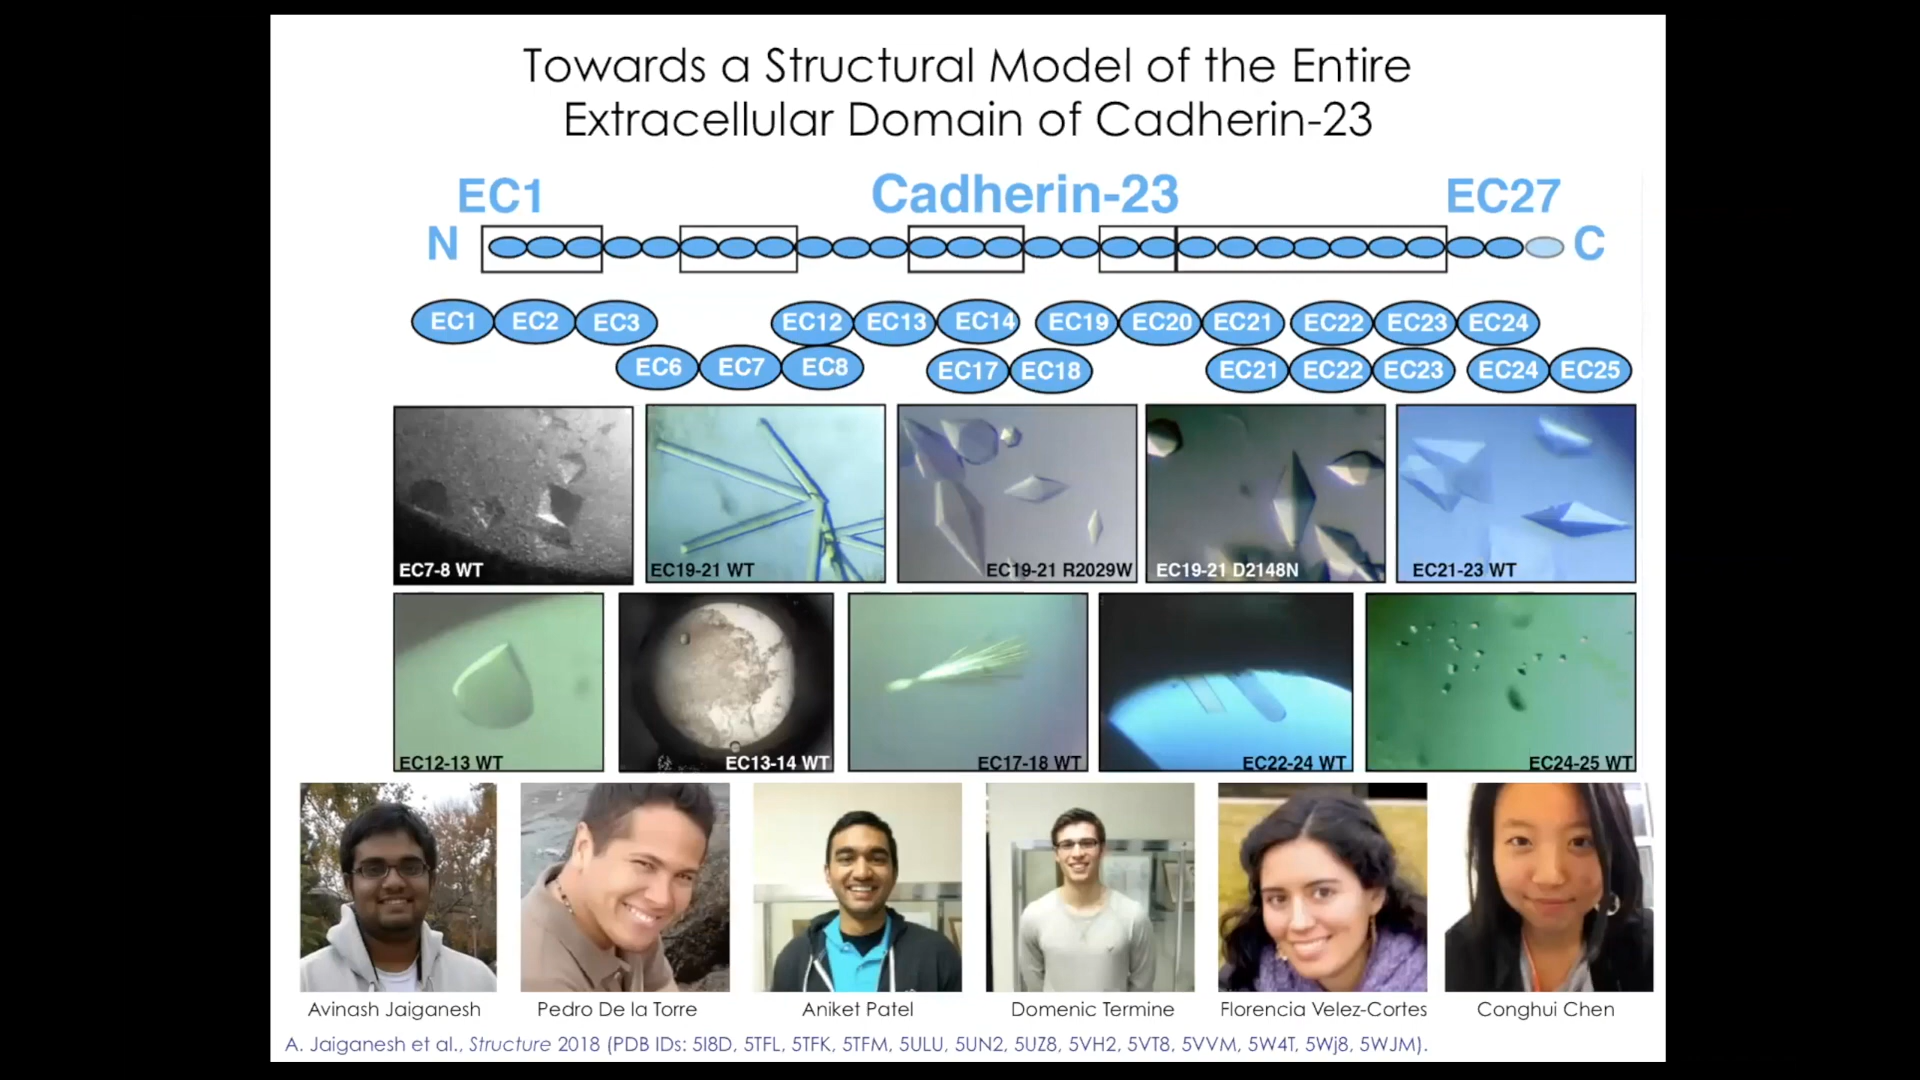 Towards a Structural Model of the Entire
Extracellular Domain of Cadherin-23
EC1 Cadherin-23 EC27
N C
EC1 EC2 EC3 EC12 EC13 EC14 EC19 EC20 EC21 EC22 EC23 EC24
EC6 EC7 EC8 EC17 EC18 EC21 EC22 EC23 EC24 EC25
EC7-8 WT EC19-21 WT EC19-21 R2029W EC19-21 D2148N EC21-23 WT
EC12-13 WT EC13-14 WT EC17-18 WT EC22-24 WT EC24-25 WT
Avinash Jaiganesh Pedro De la Torre Aniket Patel Domenic Termine Florencia Velez-Cortes Conghui Chen
A. Jaiganesh et al., Structure 2018 (PDB IDs: 5I8D, 5TFL, 5TFK, 5TFM, 5ULU, 5UN2, 5UZ8, 5VH2, 5VT8, 5VVM, 5W4T, 5Wj8, 5WJM).